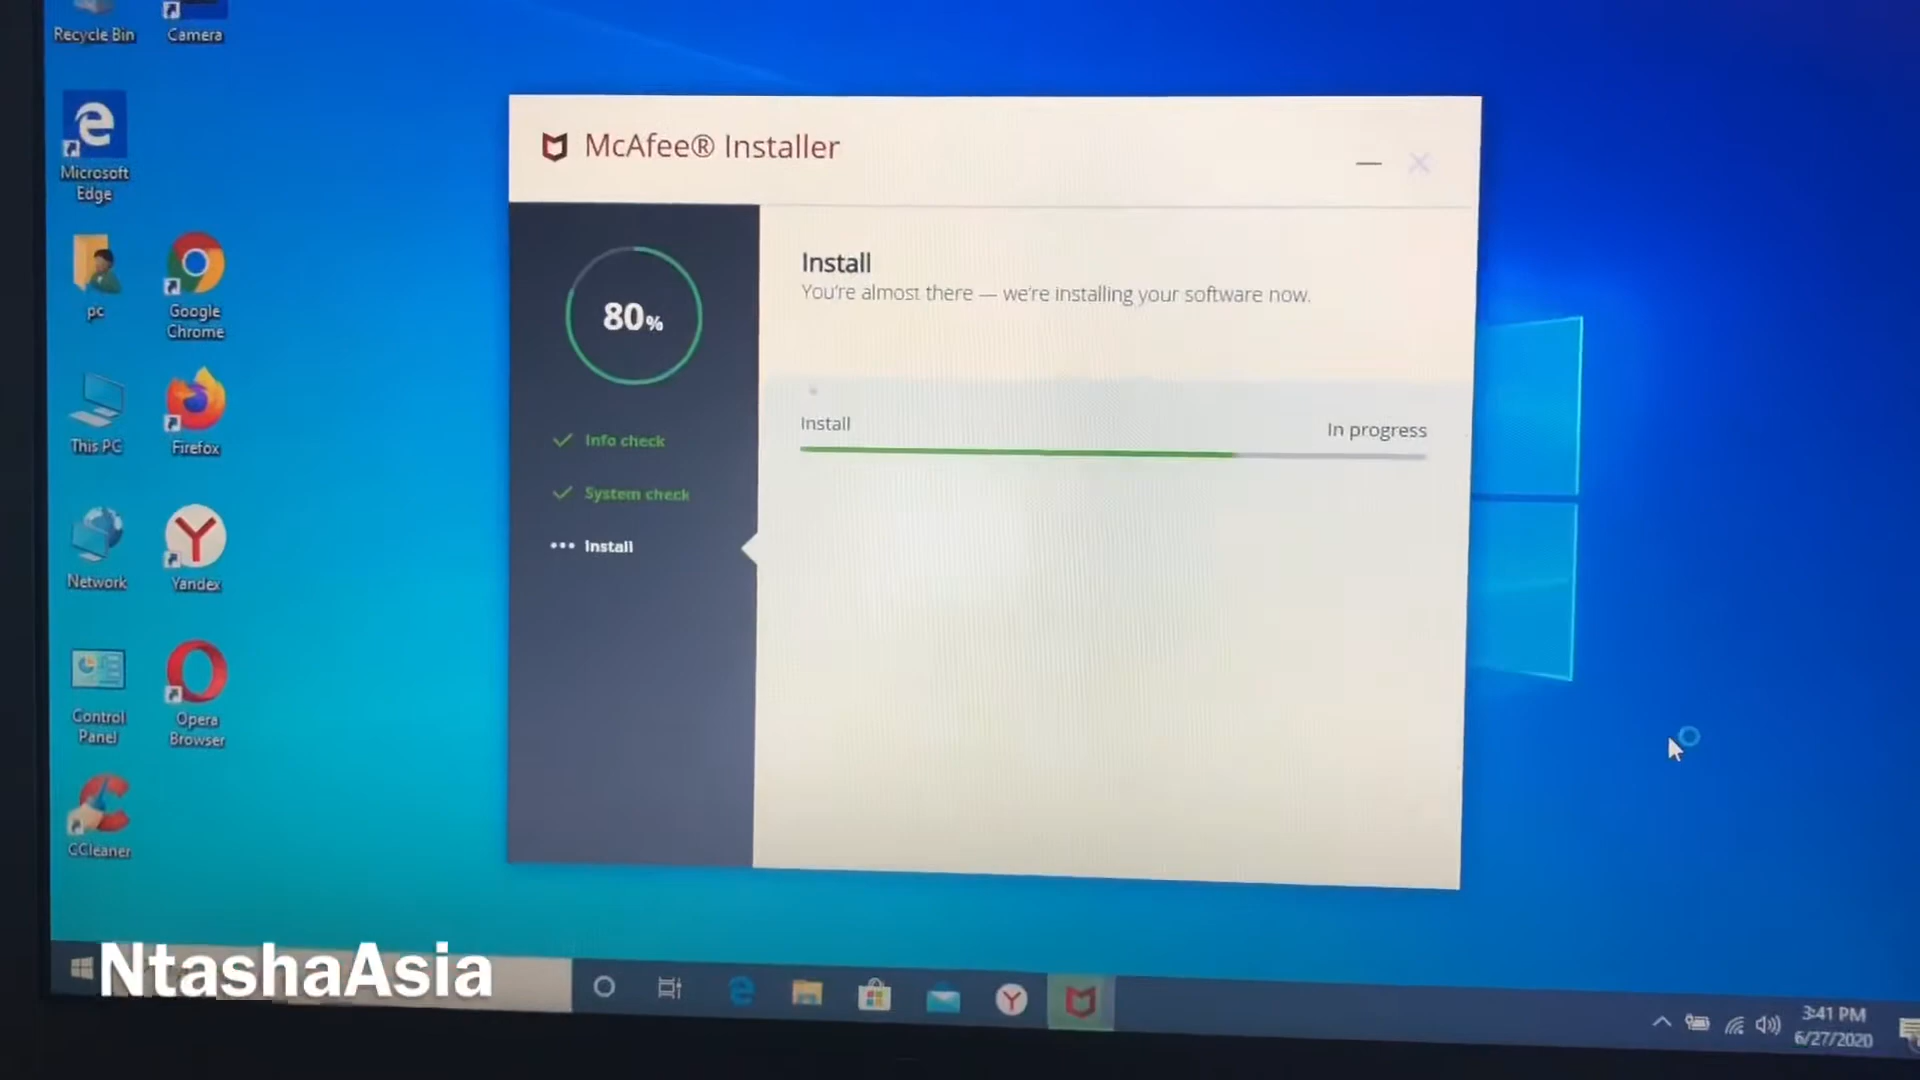 Recycle Bin
Camera
Microsoft
Edge
pc
Google
Chrome
This PC
Firefox
Network
Yandex
Control
Panel
Opera
Browser
CCleaner
McAfee® Installer
80%
Info check
System check
Install
Install
You're almost there — we're installing your software now.
Install
In progress
NtashaAsia
3:41 PM
6/27/2020